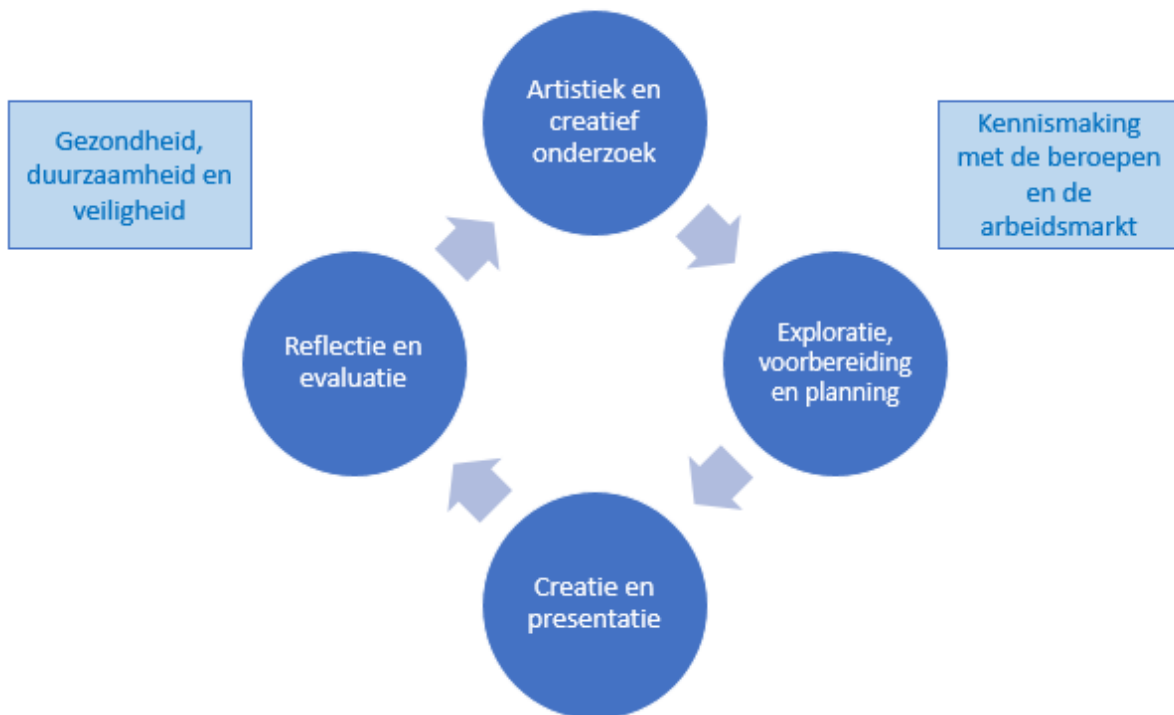 Artistiek en
creatief
onderzoek
Gezondheid,
duurzaamheid en
veiligheid
Kennismaking
met de beroepen
en de
arbeidsmarkt
Reflectie en
evaluatie
Exploratie,
voorbereiding
en planning
Creatie en
presentatie